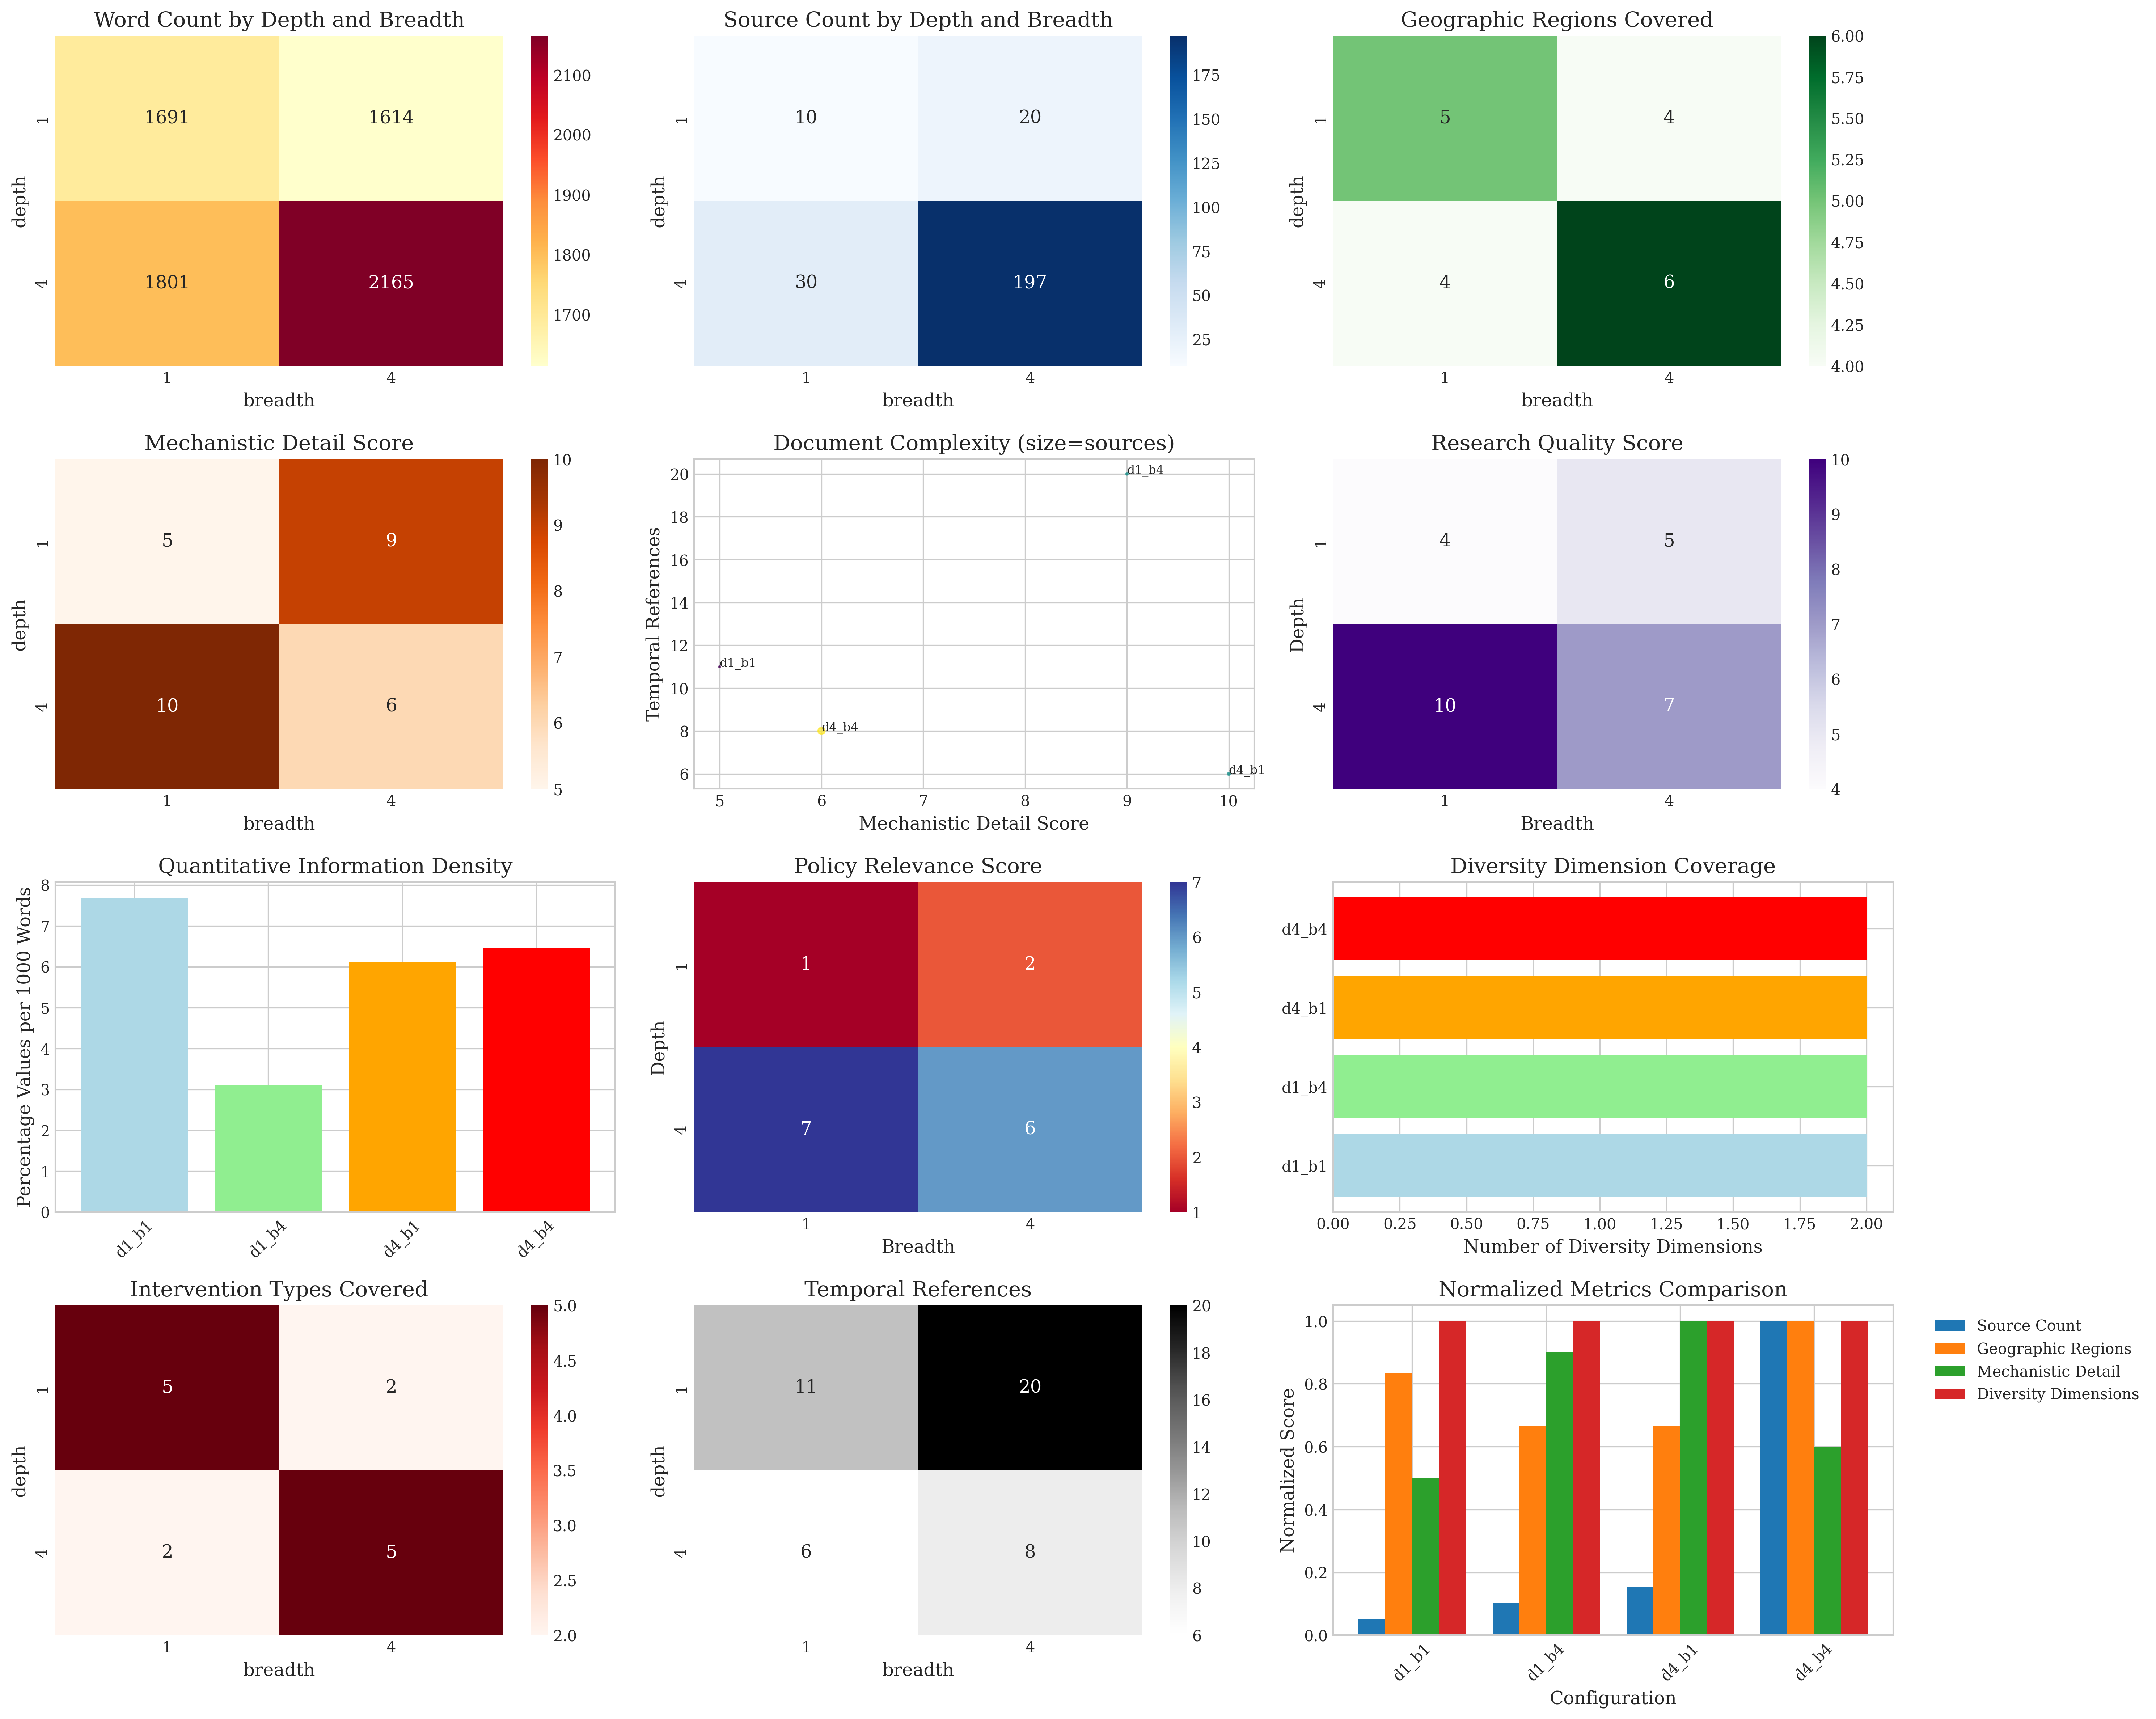 Word Count by Depth and Breadth
1
4
depth
1691
1614
1801
2165
1
4
breadth
2100
2000
1900
1800
1700
Source Count by Depth and Breadth
1
4
depth
10
20
30
197
1
4
breadth
175
150
125
100
75
50
25
Geographic Regions Covered
1
4
depth
5
4
4
6
1
4
breadth
6.00
5.75
5.50
5.25
5.00
4.75
4.50
4.25
4.00
Mechanistic Detail Score
1
4
depth
5
9
10
6
1
4
breadth
10
9
8
7
6
5
Document Complexity (size=sources)
Temporal References
20
18
16
14
12
10
8
6
d1_b4
d1_b1
d4_b4
d4_b1
5
6
7
8
9
10
Mechanistic Detail Score
Research Quality Score
1
4
Depth
4
5
10
7
1
4
Breadth
10
9
8
7
6
5
4
Quantitative Information Density
Percentage Values per 1000 Words
8
7
6
5
4
3
2
1
0
d1_b1
d1_b4
d4_b1
d4_b4
Policy Relevance Score
1
4
Depth
1
2
7
6
1
4
Breadth
7
6
5
4
3
2
1
Diversity Dimension Coverage
d4_b4
d4_b1
d1_b4
d1_b1
0.00
0.25
0.50
0.75
1.00
1.25
1.50
1.75
2.00
Number of Diversity Dimensions
Intervention Types Covered
1
4
depth
5
2
2
5
1
4
breadth
5.0
4.5
4.0
3.5
3.0
2.5
2.0
Temporal References
1
4
depth
11
20
6
8
1
4
breadth
20
18
16
14
12
10
8
6
Normalized Metrics Comparison
Normalized Score
1.0
0.8
0.6
0.4
0.2
0.0
d1_b1
d1_b4
d4_b1
d4_b4
Configuration
Source Count
Geographic Regions
Mechanistic Detail
Diversity Dimensions